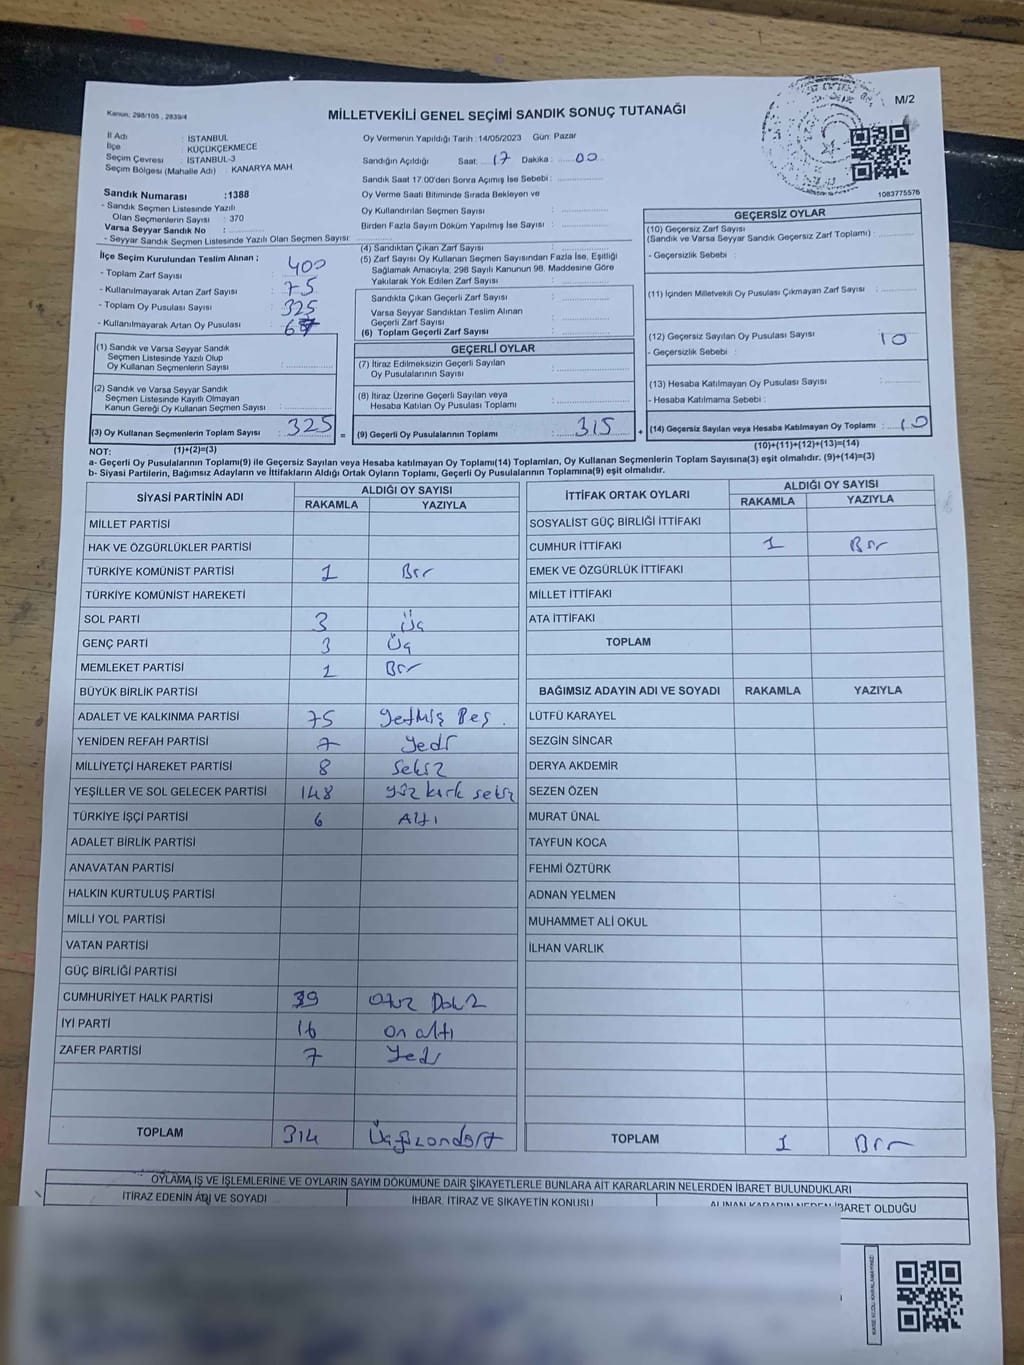 Kanun, 298/105 , 2839/4
MİLLETVEKİLİ GENEL SEÇİMİ SANDIK SONUÇ TUTANAĞI
M/2
İl Adı : İSTANBUL
İlçe : KÜÇÜKÇEKMECE
Seçim Çevresi : İSTANBUL-3
Seçim Bölgesi (Mahalle Adı) : KANARYA MAH
Sandık Numarası :1388
- Sandık Seçmen Listesinde Yazılı
Olan Seçmenlerin Sayısı : 370
Varsa Seyyar Sandık No :
- Seyyar Sandık Seçmen Listesinde Yazılı Olan Seçmen Sayısı:
Oy Vermenin Yapıldığı Tarih : 14/05/2023 Gün: Pazar
Sandığın Açıldığı Saat: 17 Dakika : 00
Sandık Saat 17:00'den Sonra Açımış İse Sebebi :
Oy Verme Saati Bitiminde Sırada Bekleyen ve
Oy Kullandırılan Seçmen Sayısı :
Birden Fazla Sayım Döküm Yapılmış İse Sayısı :
1083775576
İlçe Seçim Kurulundan Teslim Alınan ;
- Toplam Zarf Sayısı : 400
- Kullanılmayarak Artan Zarf Sayısı : 75
- Toplam Oy Pusulası Sayısı : 325
- Kullanılmayarak Artan Oy Pusulası :
(1) Sandık ve Varsa Seyyar Sandık
Seçmen Listesinde Yazılı Olup
Oy Kullanan Seçmenlerin Sayısı :
(2) Sandık ve Varsa Seyyar Sandık
Seçmen Listesinde Kayıtlı Olmayan
Kanun Gereği Oy Kullanan Seçmen Sayısı :
(3) Oy Kullanan Seçmenlerin Toplam Sayısı : 325 =
(4) Sandıktan Çıkan Zarf Sayısı :
(5) Zarf Sayısı Oy Kullanan Seçmen Sayısından Fazla İse, Eşitliği
Sağlamak Amacıyla; 298 Sayılı Kanunun 98. Maddesine Göre
Yakılarak Yok Edilen Zarf Sayısı :
Sandıkta Çıkan Geçerli Zarf Sayısı :
Varsa Seyyar Sandıktan Teslim Alınan
Geçerli Zarf Sayısı :
(6) Toplam Geçerli Zarf Sayısı :
GEÇERLİ OYLAR
(7) İtiraz Edilmeksizin Geçerli Sayılan
Oy Pusulalarının Sayısı :
(8) İtiraz Üzerine Geçerli Sayılan veya
Hesaba Katılan Oy Pusulası Toplamı :
(9) Geçerli Oy Pusulalarının Toplamı : 315 +
GEÇERSİZ OYLAR
(10) Geçersiz Zarf Sayısı
(Sandık ve Varsa Seyyar Sandık Geçersiz Zarf Toplamı) :
- Geçersizlik Sebebi :
(11) İçinden Milletvekili Oy Pusulası Çıkmayan Zarf Sayısı :
(12) Geçersiz Sayılan Oy Pusulası Sayısı : 10
- Geçersizlik Sebebi :
(13) Hesaba Katılmayan Oy Pusulası Sayısı :
- Hesaba Katılmama Sebebi :
(14) Geçersiz Sayılan veya Hesaba Katılmayan Oy Toplamı : 10
NOT: (1)+(2)=(3) (10)+(11)+(12)+(13)=(14)
a- Geçerli Oy Pusulalarının Toplamı(9) ile Geçersiz Sayılan veya Hesaba katılmayan Oy Toplamı(14) Toplamları, Oy Kullanan Seçmenlerin Toplam Sayısına(3) eşit olmalıdır. (9)+(14)=(3)
b- Siyasi Partilerin, Bağımsız Adayların ve İttifakların Aldığı Ortak Oyların Toplamı, Geçerli Oy Pusulalarının Toplamına(9) eşit olmalıdır.
SİYASİ PARTİNİN ADI ALDIĞI OY SAYISI
RAKAMLA YAZIYLA
MİLLET PARTİSİ
HAK VE ÖZGÜRLÜKLER PARTİSİ
TÜRKİYE KOMÜNİST PARTİSİ 1 Bir
TÜRKİYE KOMÜNİST HAREKETİ
SOL PARTİ 3 Üç
GENÇ PARTİ 3 Üç
MEMLEKET PARTİSİ 1 Bir
BÜYÜK BİRLİK PARTİSİ
ADALET VE KALKINMA PARTİSİ 75 Yetmiş Beş .
YENİDEN REFAH PARTİSİ 7 Yedi
MİLLİYETÇİ HAREKET PARTİSİ 8 Sekiz
YEŞİLLER VE SOL GELECEK PARTİSİ 148 Yüz kırk sekiz
TÜRKİYE İŞÇİ PARTİSİ 6 Altı
ADALET BİRLİK PARTİSİ
ANAVATAN PARTİSİ
HALKIN KURTULUŞ PARTİSİ
MİLLİ YOL PARTİSİ
VATAN PARTİSİ
GÜÇ BİRLİĞİ PARTİSİ
CUMHURİYET HALK PARTİSİ 39 Otuz Dokuz
İYİ PARTİ 16 On altı
ZAFER PARTİSİ 7 Yedi
TOPLAM 314 Üçyüzondört
İTTİFAK ORTAK OYLARI ALDIĞI OY SAYISI
RAKAMLA YAZIYLA
SOSYALİST GÜÇ BİRLİĞİ İTTİFAKI
CUMHUR İTTİFAKI 1 Bir
EMEK VE ÖZGÜRLÜK İTTİFAKI
MİLLET İTTİFAKI
ATA İTTİFAKI
TOPLAM
BAĞIMSIZ ADAYIN ADI VE SOYADI RAKAMLA YAZIYLA
LÜTFÜ KARAYEL
SEZGİN SİNCAR
DERYA AKDEMİR
SEZEN ÖZEN
MURAT ÜNAL
TAYFUN KOCA
FEHMİ ÖZTÜRK
ADNAN YELMEN
MUHAMMET ALİ OKUL
İLHAN VARLIK
TOPLAM 1 Bir
OYLAMA İŞ VE İŞLEMLERİNE VE OYLARIN SAYIM DÖKÜMÜNE DAİR ŞİKAYETLERLE BUNLARA AİT KARARLARIN NELERDEN İBARET BULUNDUKLARI
İTİRAZ EDENİN ADI VE SOYADI İHBAR, İTİRAZ VE ŞİKAYETİN KONUSU ALINAN KARARIN NEDEN İBARET OLDUĞU